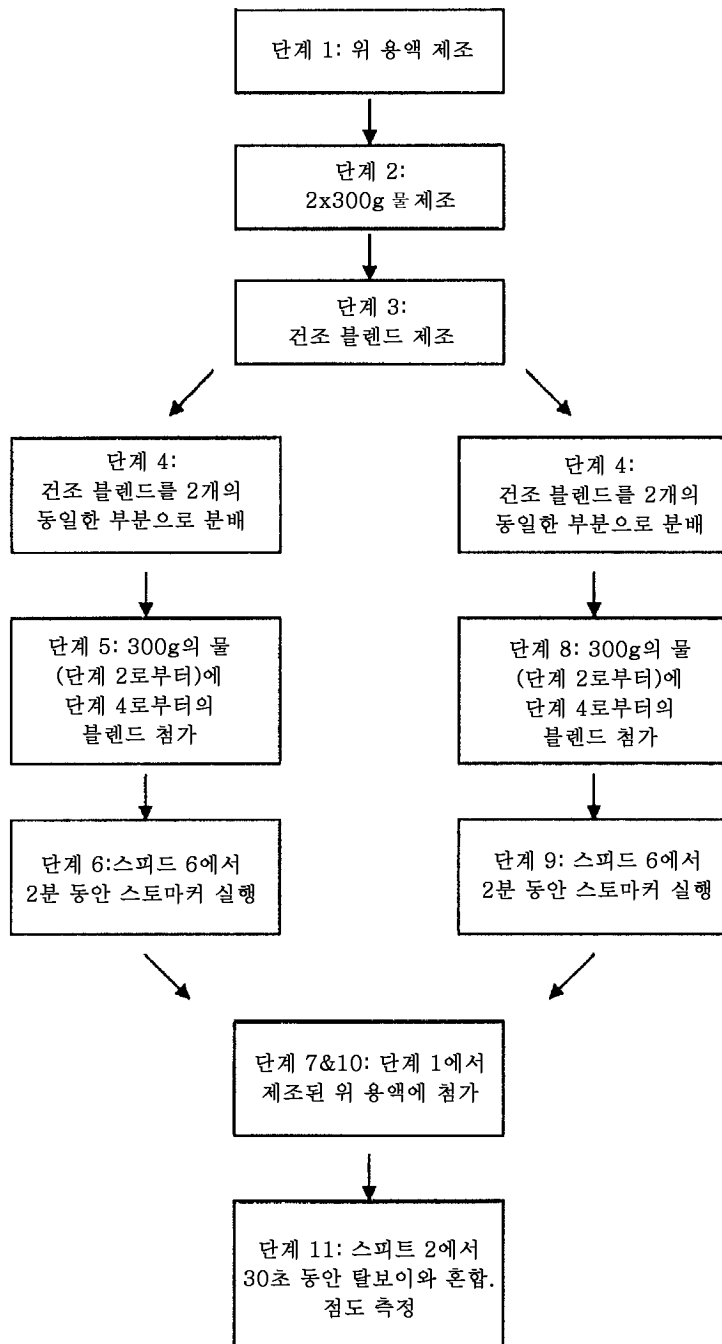 단계 1: 위 용액 제조
단계 2:
2x300g 물 제조
단계 3:
건조 블렌드 제조
단계 4:
건조 블렌드를 2개의
동일한 부분으로 분배
단계 4:
건조 블렌드를 2개의
동일한 부분으로 분배
단계 5: 300g의 물
(단계 2로부터)에
단계 4로부터의
블렌드 첨가
단계 8: 300g의 물
(단계 2로부터)에
단계 4로부터의
블렌드 첨가
단계 6:스피드 6에서
2분 동안 스토마커 실행
단계 9: 스피드 6에서
2분 동안 스토마커 실행
단계 7&10: 단계 1에서
제조된 위 용액에 첨가
단계 11: 스피트 2에서
30초 동안 탈보이와 혼합.
점도 측정